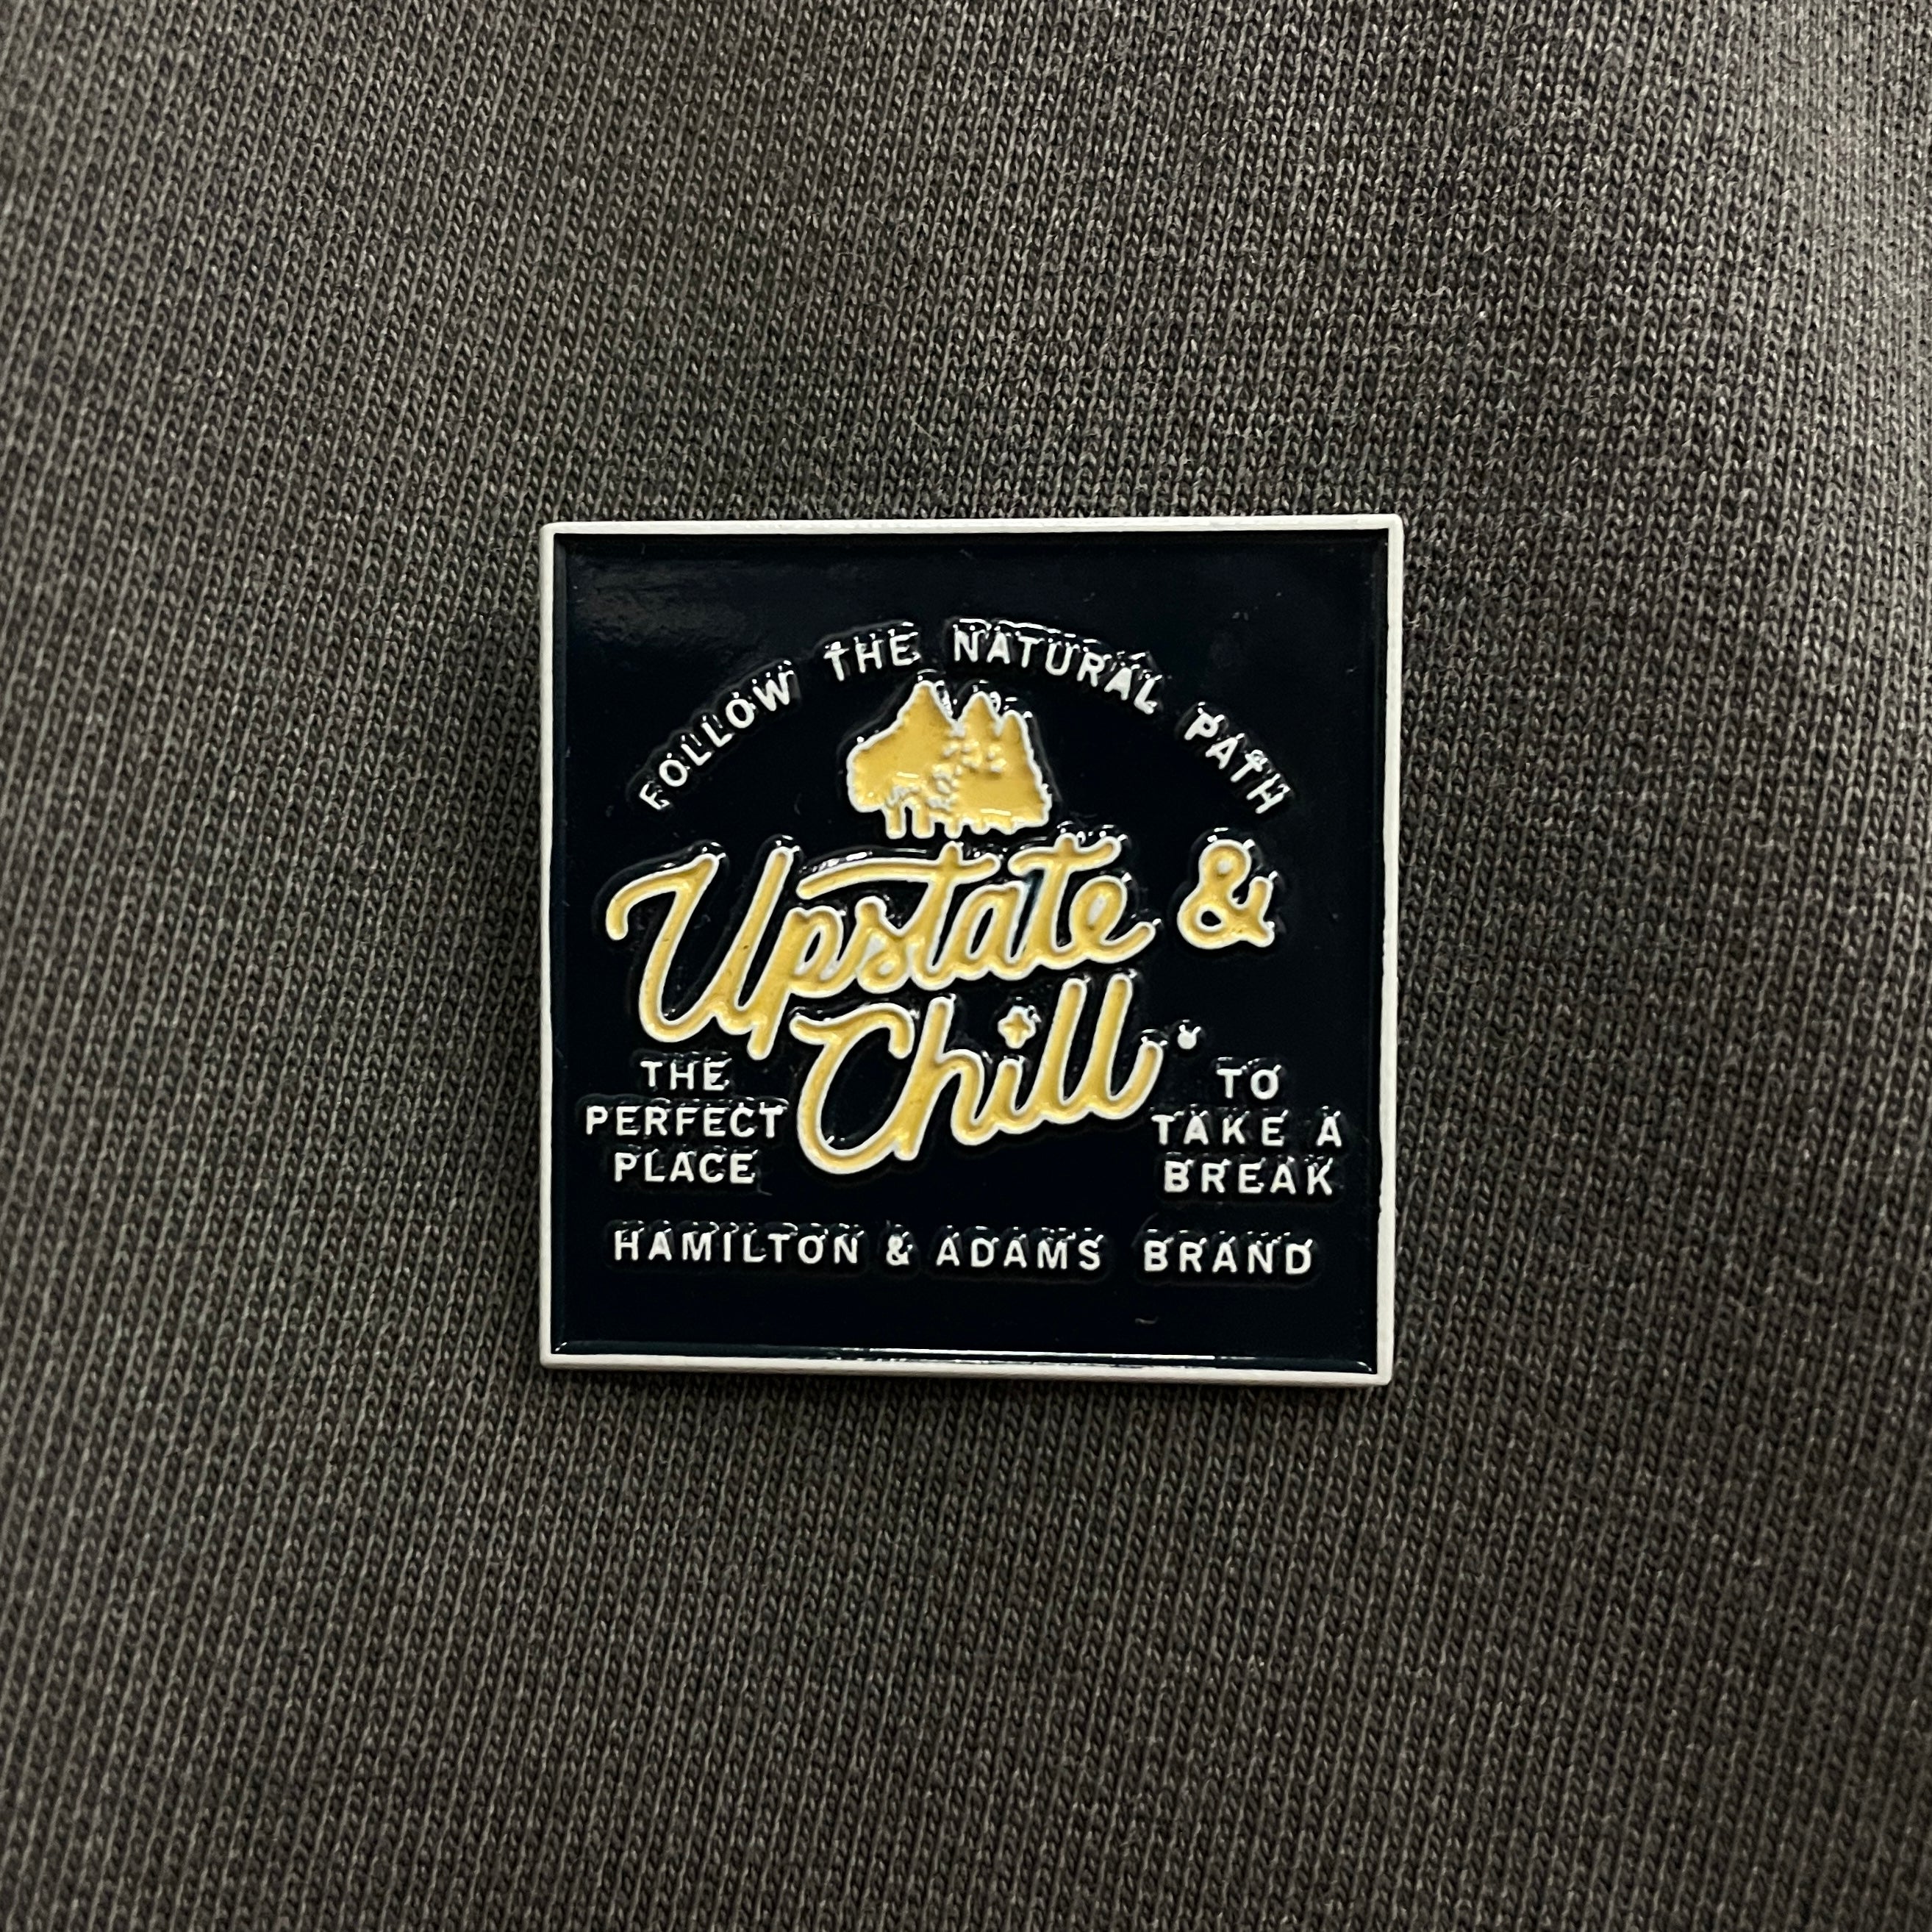 FOLLOW THE NATURAL PATH
Upstate &
Chill
THE
PERFECT
PLACE
TO
TAKE A
BREAK
HAMILTON & ADAMS BRAND